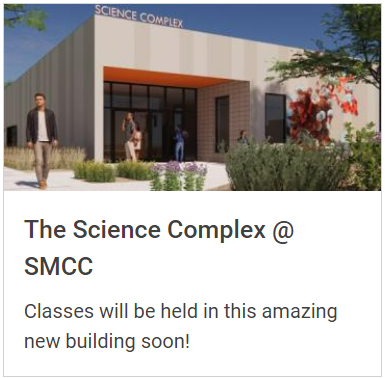 SCIENCE COMPLEX
The Science Complex @
SMCC
Classes will be held in this amazing
new building soon!